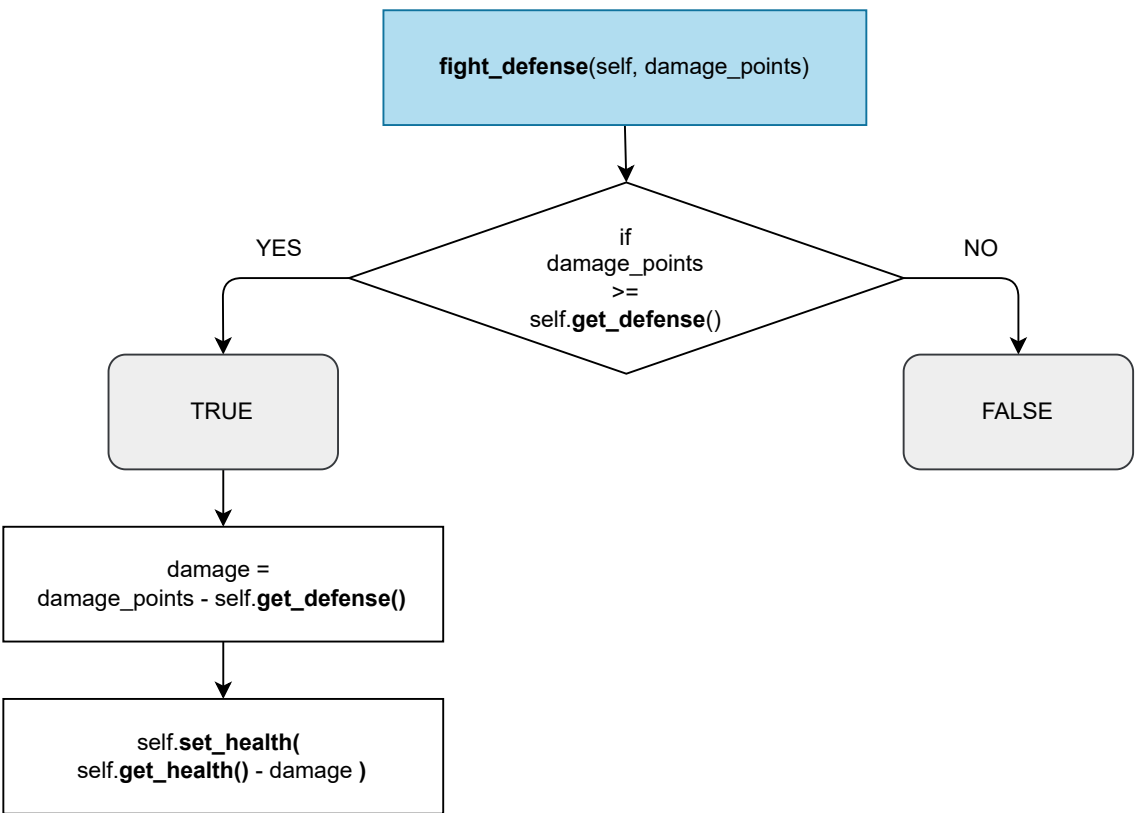 fight_defense(self, damage_points)
YES
if
damage_points
>=
self.get_defense()
NO
TRUE
FALSE
damage =
damage_points - self.get_defense()
self.set_health(
self.get_health() - damage )